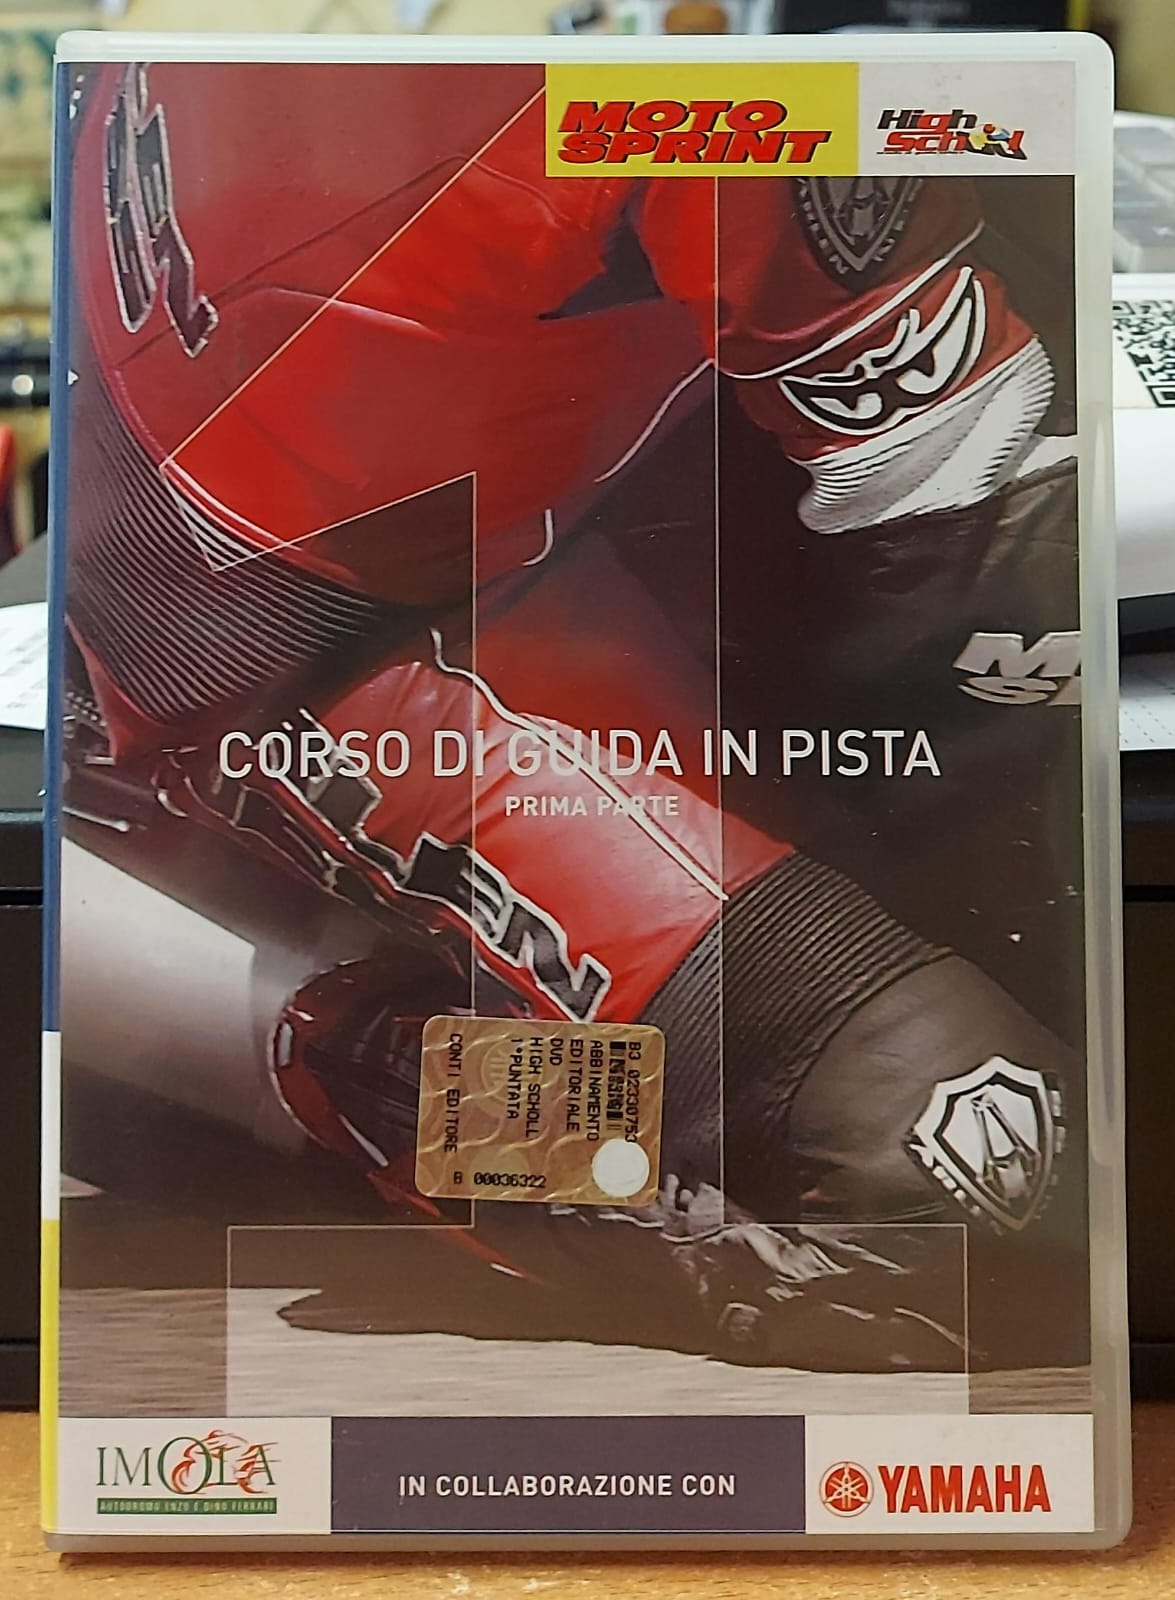 MOTO
SPRINT
High
School
CORSO DI GUIDA IN PISTA
PRIMA PARTE
B3 02330753
ABBINAMENTO
EDITORIALE
DVD
HIGH SCHOLL
1°PUNTATA
CONTI EDITORE
B 00036322
IMOLA
AUTODROMO ENZO E DINO FERRARI
IN COLLABORAZIONE CON
YAMAHA